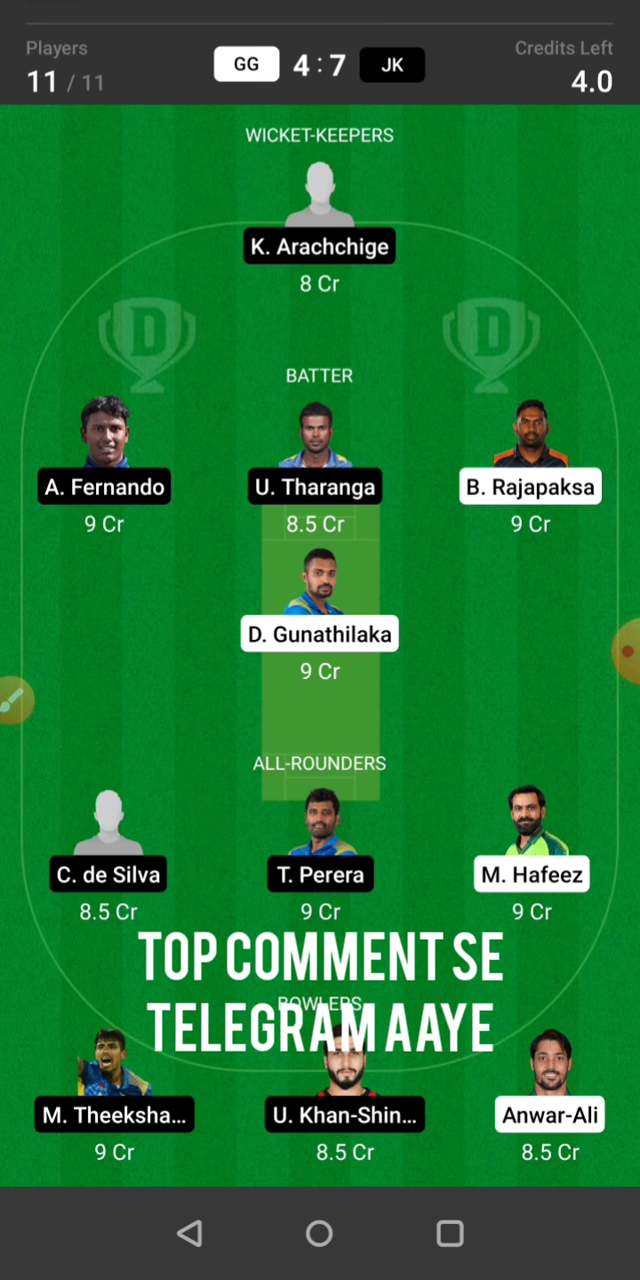 Players
11 / 11
GG 4 : 7 JK
Credits Left
4.0
WICKET-KEEPERS
K. Arachchige
8 Cr
D
D
BATTER
A. Fernando
9 Cr
U. Tharanga
8.5 Cr
B. Rajapaksa
9 Cr
D. Gunathilaka
9 Cr
ALL-ROUNDERS
C. de Silva
8.5 Cr
T. Perera
9 Cr
M. Hafeez
9 Cr
TOP COMMENT SE
BOWLERS
TELEGRAM AAYE
M. Theeksha...
9 Cr
U. Khan-Shin...
8.5 Cr
Anwar-Ali
8.5 Cr